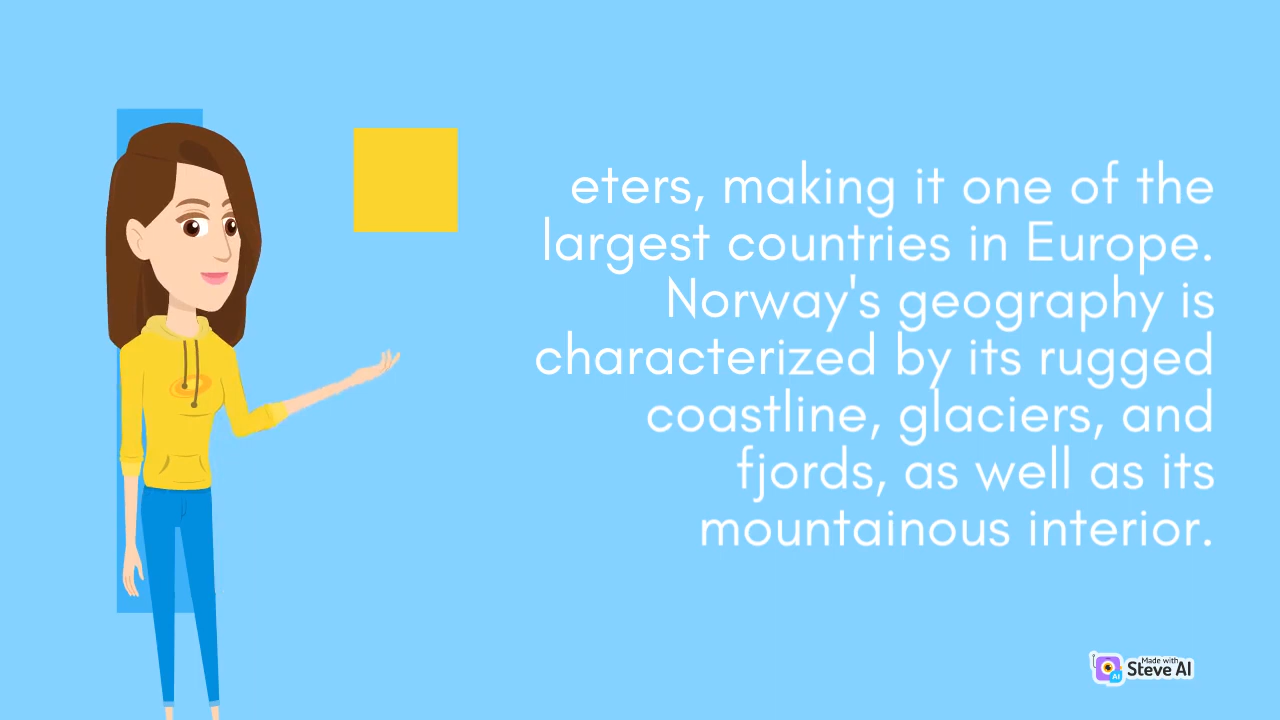 eters, making it one of the
largest countries in Europe.
Norway's geography is
characterized by its rugged
coastline, glaciers, and
fjords, as well as its
mountainous interior.
Made with
Steve AI
AI